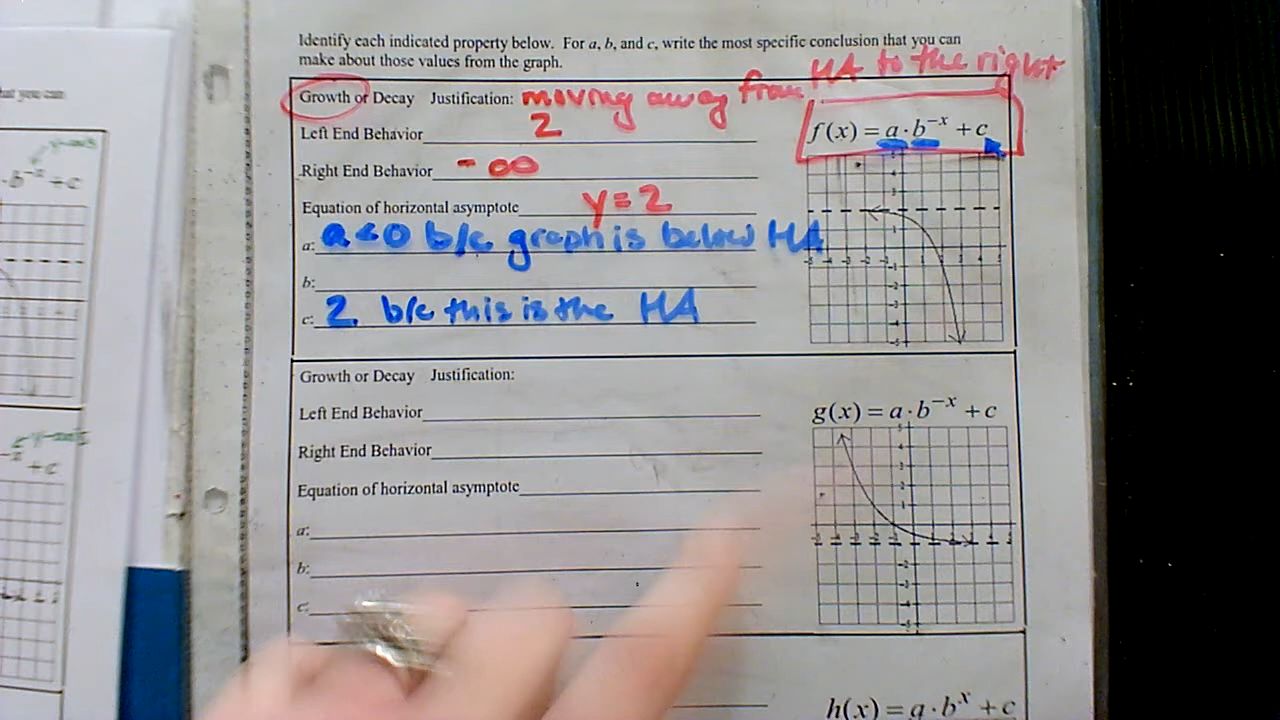 Identify each indicated property below. For a, b, and c, write the most specific conclusion that you can
make about those values from the graph.
HA to the right
Growth or Decay Justification: moving away from
Left End Behavior 2
f(x) = a · b^{-x} + c
Right End Behavior -∞
Equation of horizontal asymptote y = 2
a: a < 0 b/c graph is below HA
b:
c: 2 b/c this is the HA
Growth or Decay Justification:
Left End Behavior
g(x) = a · b^{-x} + c
Right End Behavior
Equation of horizontal asymptote
a:
b:
c:
h(x) = a · b^{x} + c